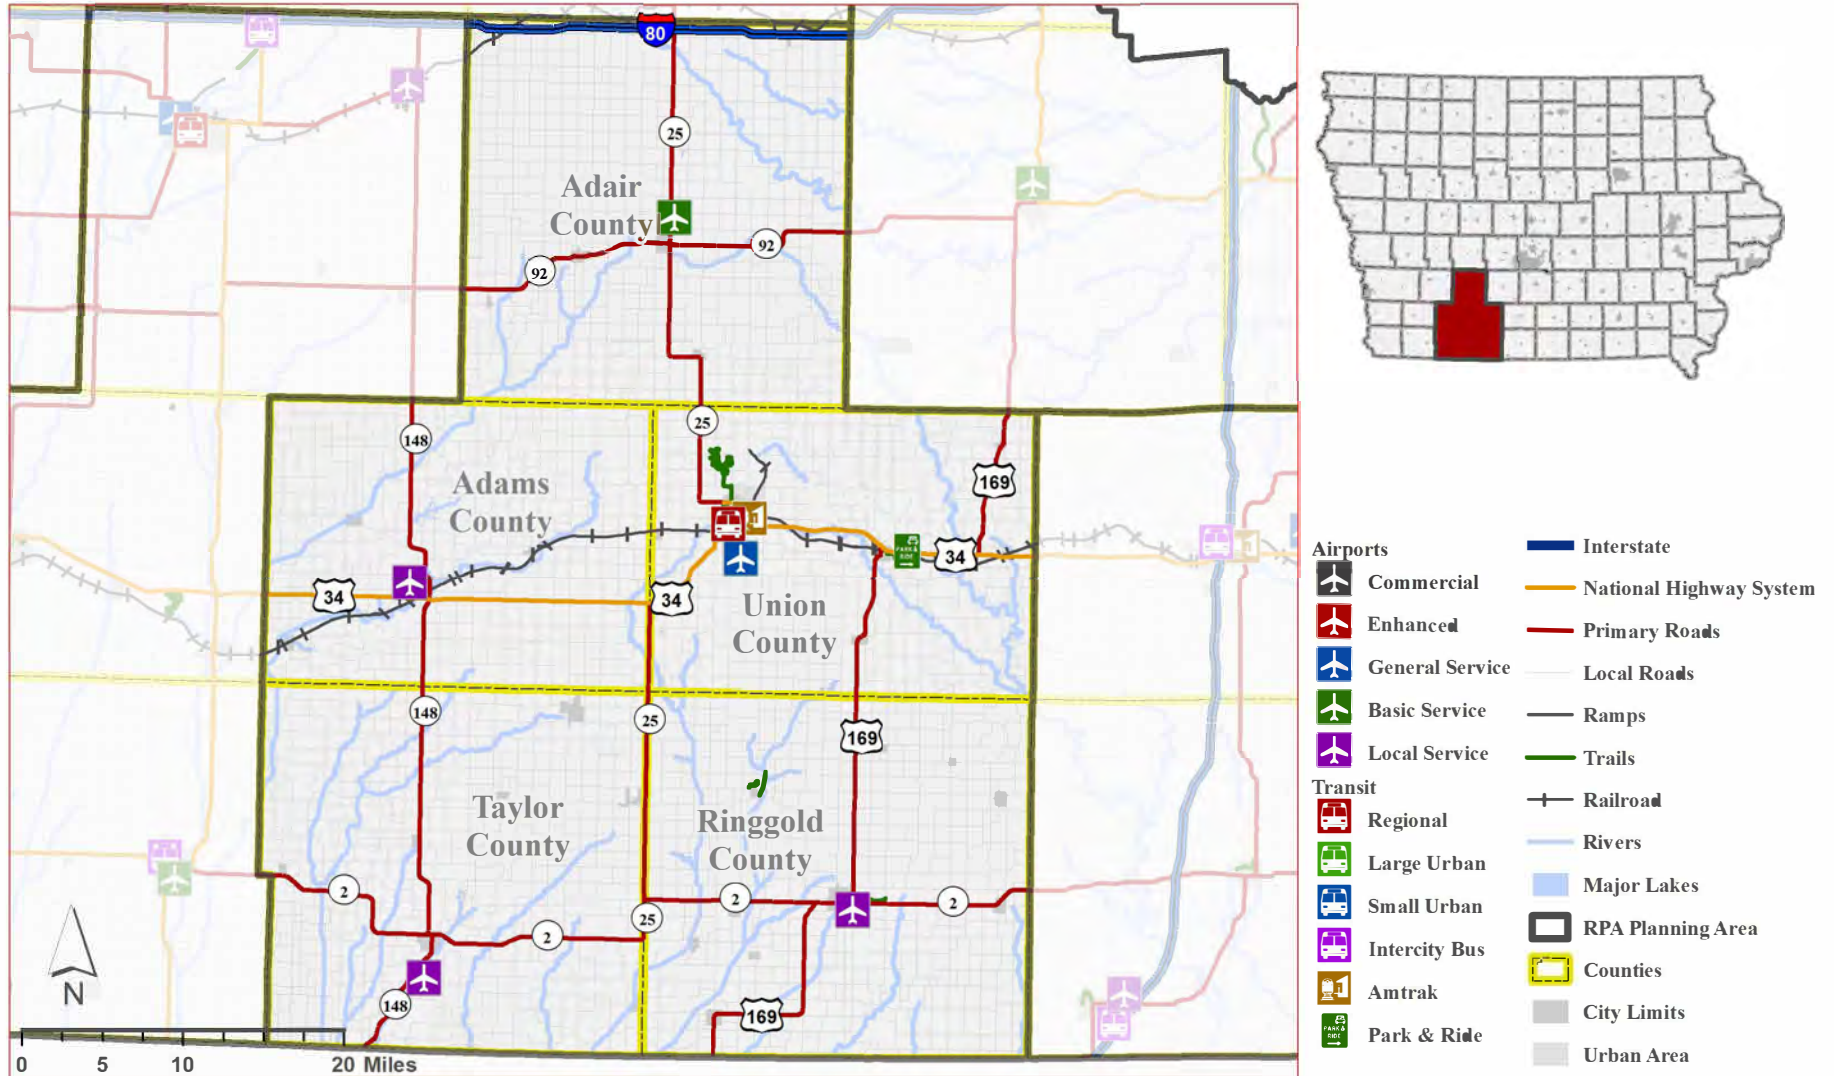 80
25
Adair
County
92
92
25
148
Adams
County
169
34
34
34
PARK &
RIDE
Union
County
148
25
169
Taylor
County
Ringgold
County
2
2
2
25
2
148
169
N
0 5 10 20 Miles
Airports
Commercial
Enhanced
General Service
Basic Service
Local Service
Transit
Regional
Large Urban
Small Urban
Intercity Bus
Amtrak
PARK &
RIDE
Park & Ride
Interstate
National Highway System
Primary Roads
Local Roads
Ramps
Trails
Railroad
Rivers
Major Lakes
RPA Planning Area
Counties
City Limits
Urban Area